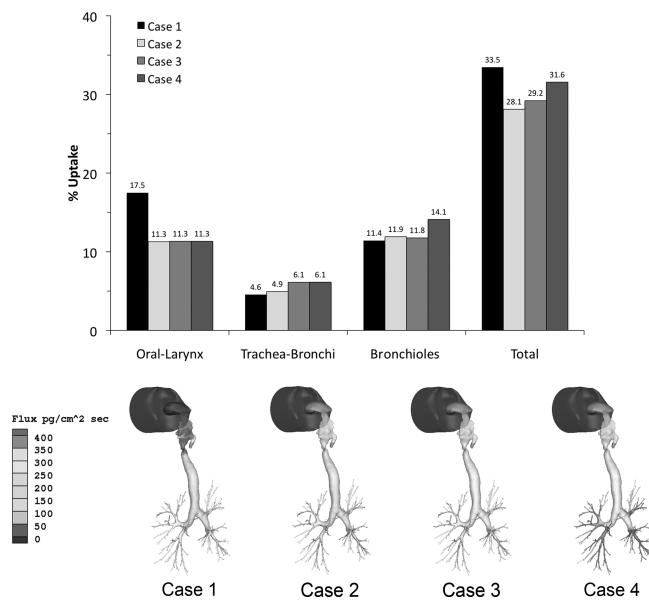 40
Case 1
Case 2
Case 3
Case 4
33.5
31.6
30
29.2
28.1
% Uptake
20
17.5
14.1
11.3 11.3 11.3
11.4 11.9 11.8
10
4.6 4.9 6.1 6.1
0
Oral-Larynx Trachea-Bronchi Bronchioles Total
Flux pg/cm^2 sec
400
350
300
250
200
150
100
50
0
Case 1 Case 2 Case 3 Case 4